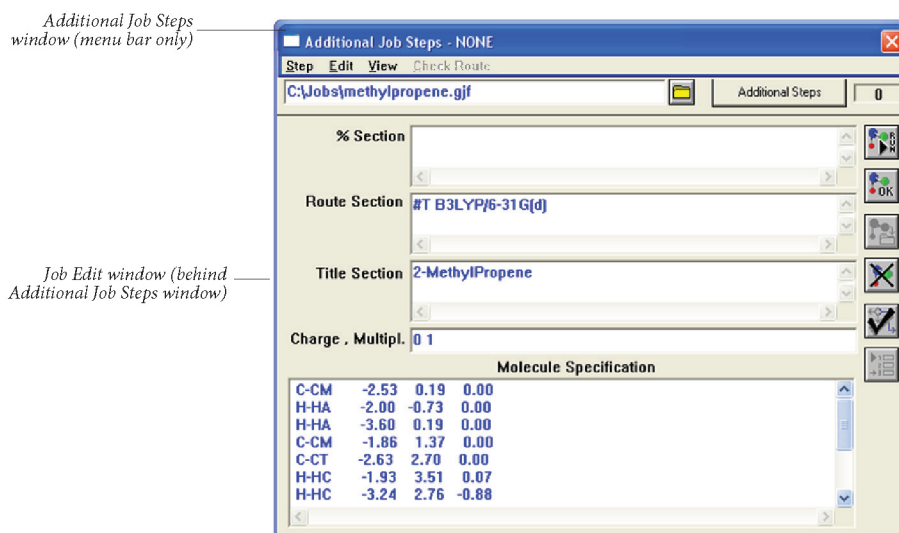 Additional Job Steps
window (menu bar only)
Additional Job Steps - NONE
Step Edit View Check Route
C:\Jobs\methylpropene.gjf
Additional Steps
0
% Section
RUN
OK
Route Section
#T B3LYP/6-31G(d)
Job Edit window (behind
Additional Job Steps window)
Title Section
2-MethylPropene
Charge , Multipl.
0 1
Molecule Specification
C-CM -2.53 0.19 0.00
H-HA -2.00 -0.73 0.00
H-HA -3.60 0.19 0.00
C-CM -1.86 1.37 0.00
C-CT -2.63 2.70 0.00
H-HC -1.93 3.51 0.07
H-HC -3.24 2.76 -0.88